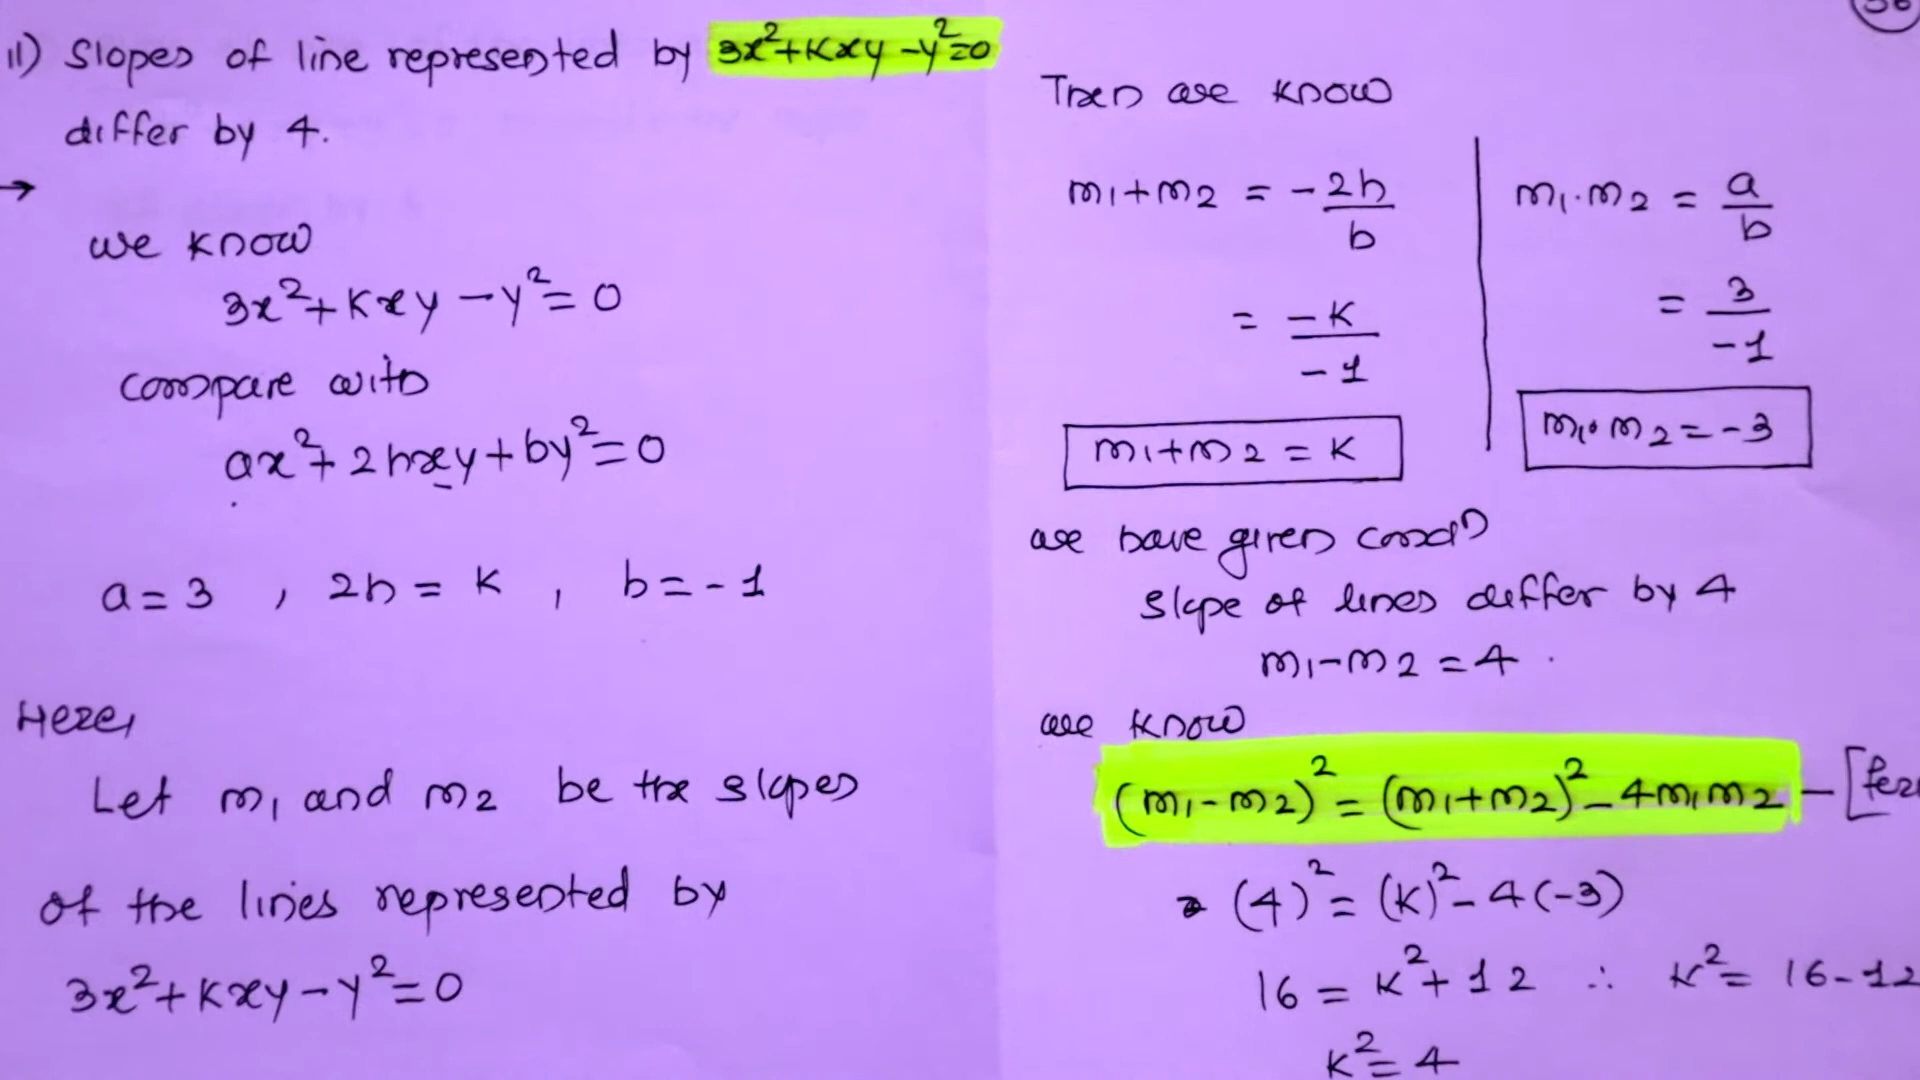 ii) Slopes of line represented by 3x²+kxy-y²=0
differ by 4.
→
we know
3x²+kxy-y²=0
compare with
ax²+2hxy+by²=0
a=3 , 2h=k , b=-1
Here,
Let m₁ and m₂ be the slopes
of the lines represented by
3x²+kxy-y²=0
Then we know
m₁+m₂ = -2h/b
= -k/-1
m₁+m₂ = k
m₁.m₂ = a/b
= 3/-1
m₁.m₂ = -3
we have given condn
slope of lines differ by 4
m₁-m₂ = 4.
we know
(m₁-m₂)² = (m₁+m₂)²-4m₁m₂ -[
(4)² = (k)²-4(-3)
16 = k²+12 ∴ k² = 16-12
k² = 4